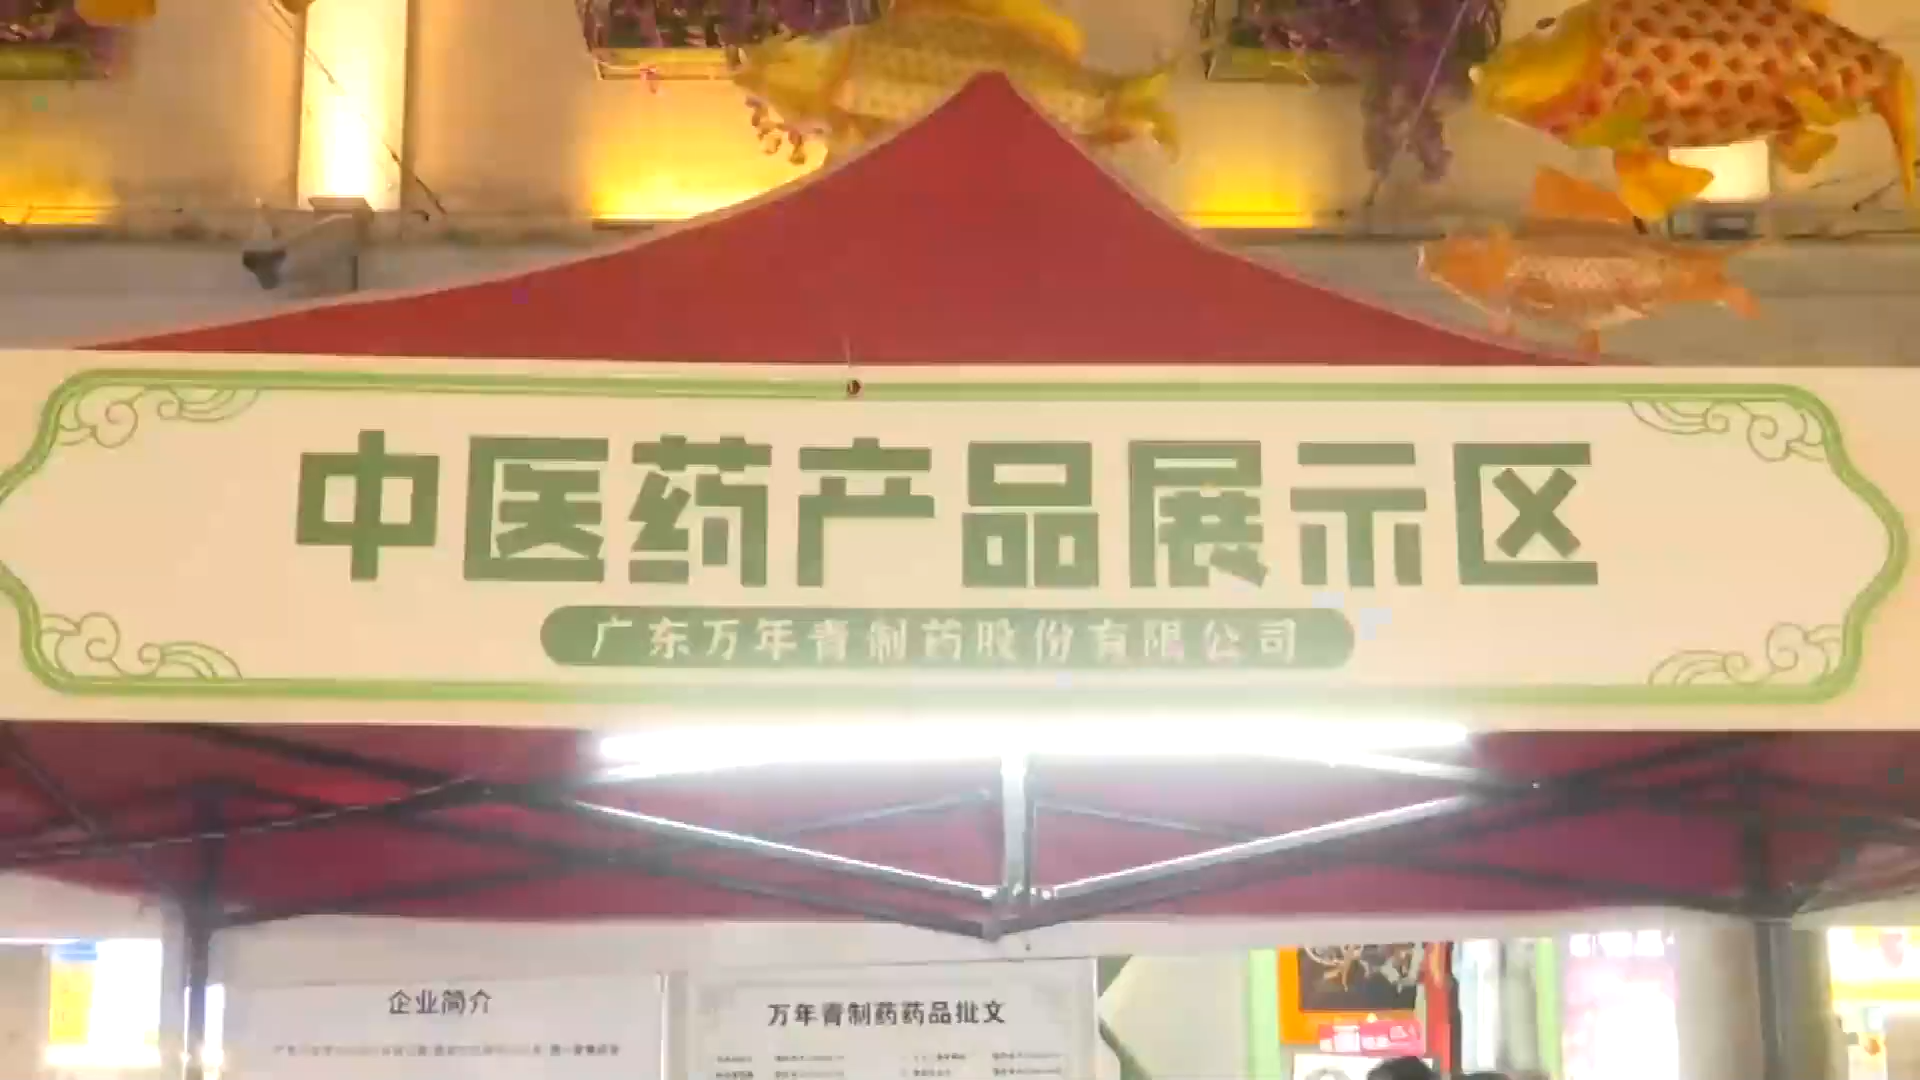 中医药产品展示区
广东万年青制药股份有限公司
企业简介
万年青制药药品批文